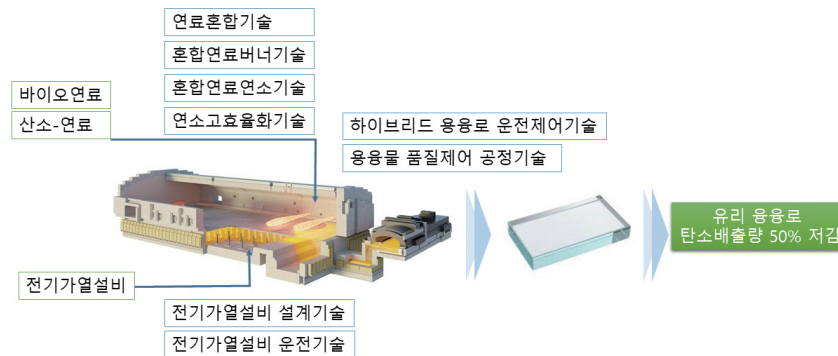 연료혼합기술
혼합연료버너기술
혼합연료연소기술
연소고효율화기술
바이오연료
산소-연료
하이브리드 용융로 운전제어기술
용융물 품질제어 공정기술
유리 용융로
탄소배출량 50% 저감
전기가열설비
전기가열설비 설계기술
전기가열설비 운전기술